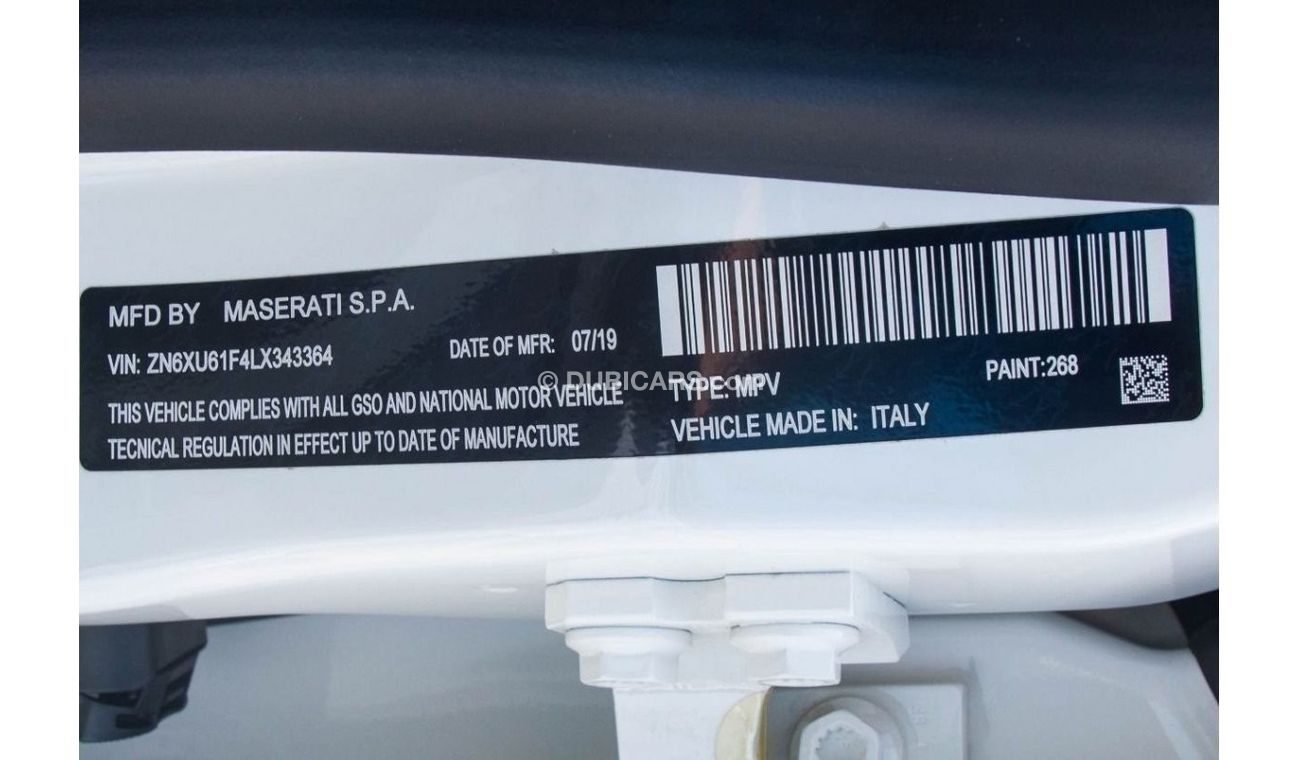 MFD BY MASERATI S.P.A.
VIN: ZN6XU61F4LX343364 DATE OF MFR: 07/19
THIS VEHICLE COMPLIES WITH ALL GSO AND NATIONAL MOTOR VEHICLE
TECNICAL REGULATION IN EFFECT UP TO DATE OF MANUFACTURE
PAINT:268
TYPE: MPV
VEHICLE MADE IN: ITALY
© DUBICARS.com